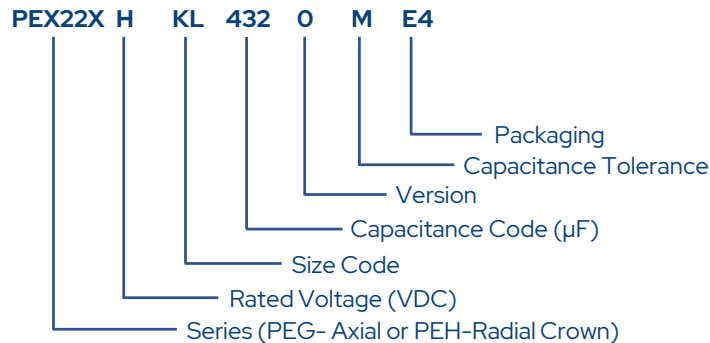 PEX22X H KL 432 0 M E4
Packaging
Capacitance Tolerance
Version
Capacitance Code (µF)
Size Code
Rated Voltage (VDC)
Series (PEG- Axial or PEH-Radial Crown)